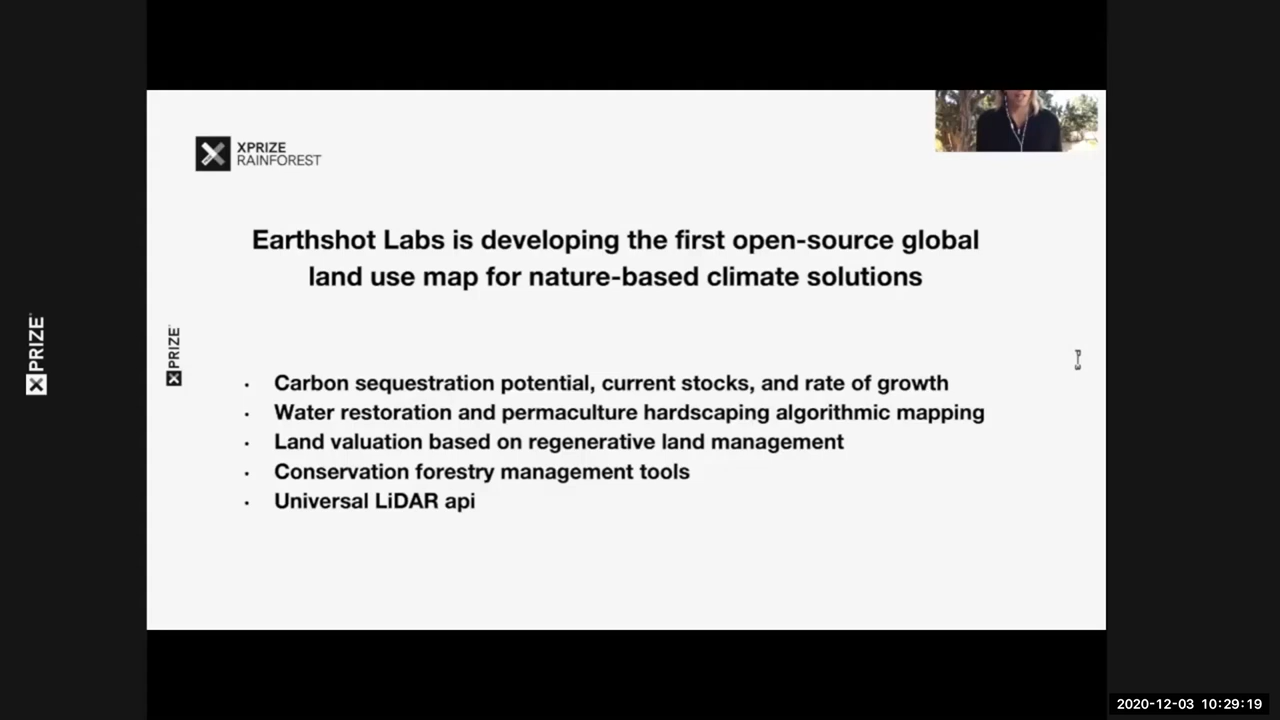 XPRIZE
RAINFOREST
Earthshot Labs is developing the first open-source global
land use map for nature-based climate solutions
XPRIZE
XPRIZE
· Carbon sequestration potential, current stocks, and rate of growth
· Water restoration and permaculture hardscaping algorithmic mapping
· Land valuation based on regenerative land management
· Conservation forestry management tools
· Universal LiDAR api
2020-12-03 10:29:19